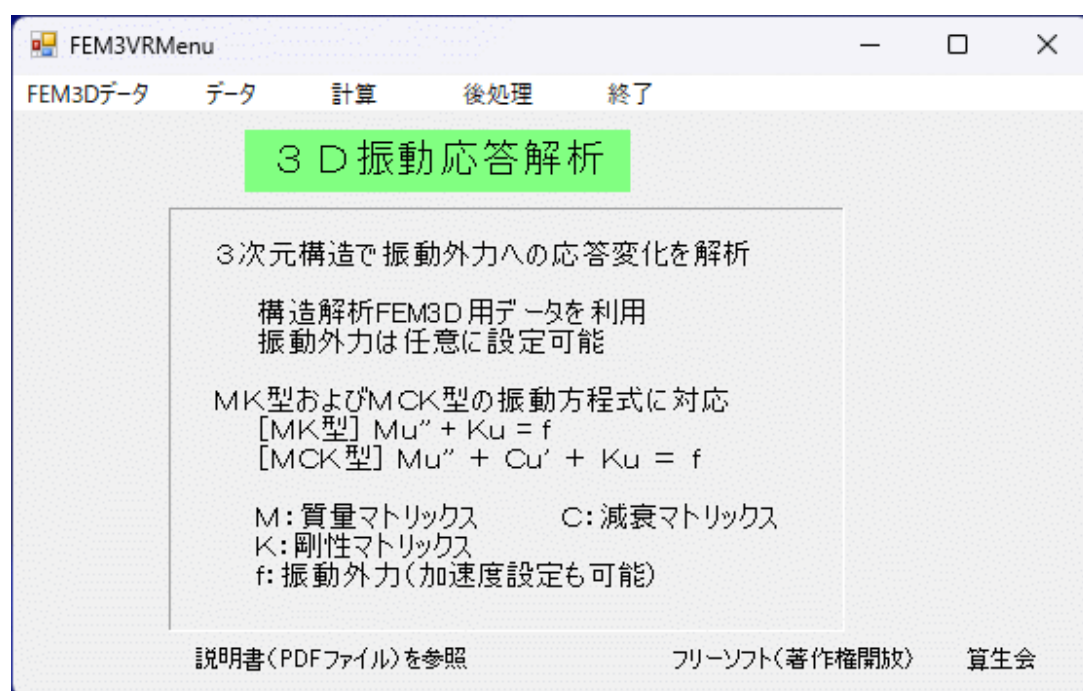 FEM3VRMenu
FEM3Dデータ データ 計算 後処理 終了
３Ｄ振動応答解析
３次元構造で振動外力への応答変化を解析
構造解析FEM3D用データを利用
振動外力は任意に設定可能
ＭＫ型およびＭＣＫ型の振動方程式に対応
[ＭＫ型] Ｍu″ + Ｋu = f
[ＭＣＫ型] Ｍu″ + Ｃu′ + Ｋu ＝ f
Ｍ：質量マトリックス Ｃ：減衰マトリックス
Ｋ：剛性マトリックス
f：振動外力（加速度設定も可能）
説明書（PDFファイル）を参照 フリーソフト（著作権開放） 算生会